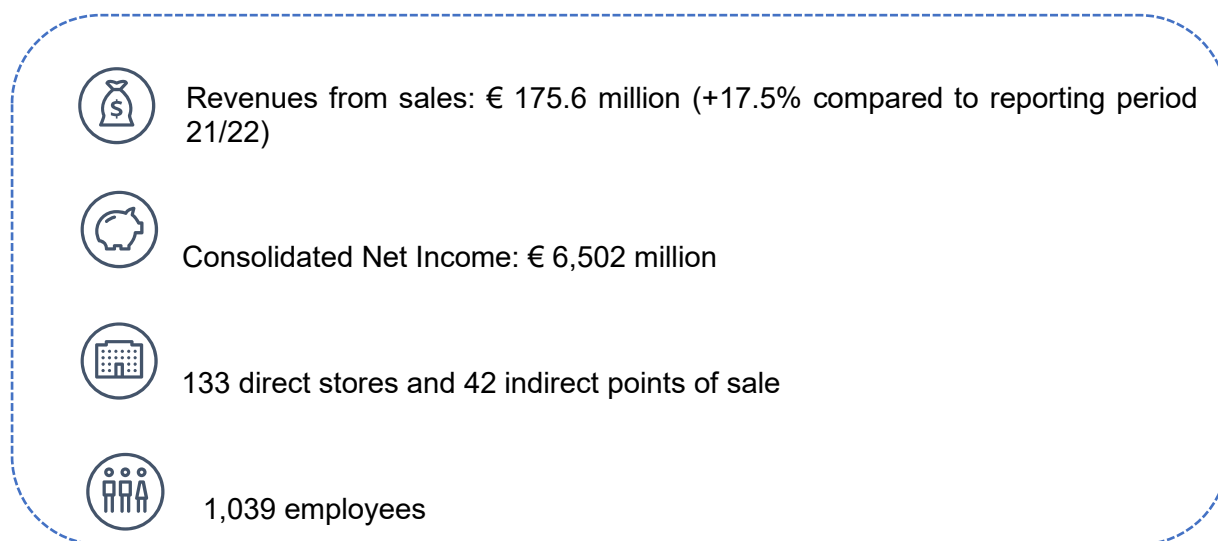 Revenues from sales: € 175.6 million (+17.5% compared to reporting period
21/22)
Consolidated Net Income: € 6,502 million
133 direct stores and 42 indirect points of sale
1,039 employees